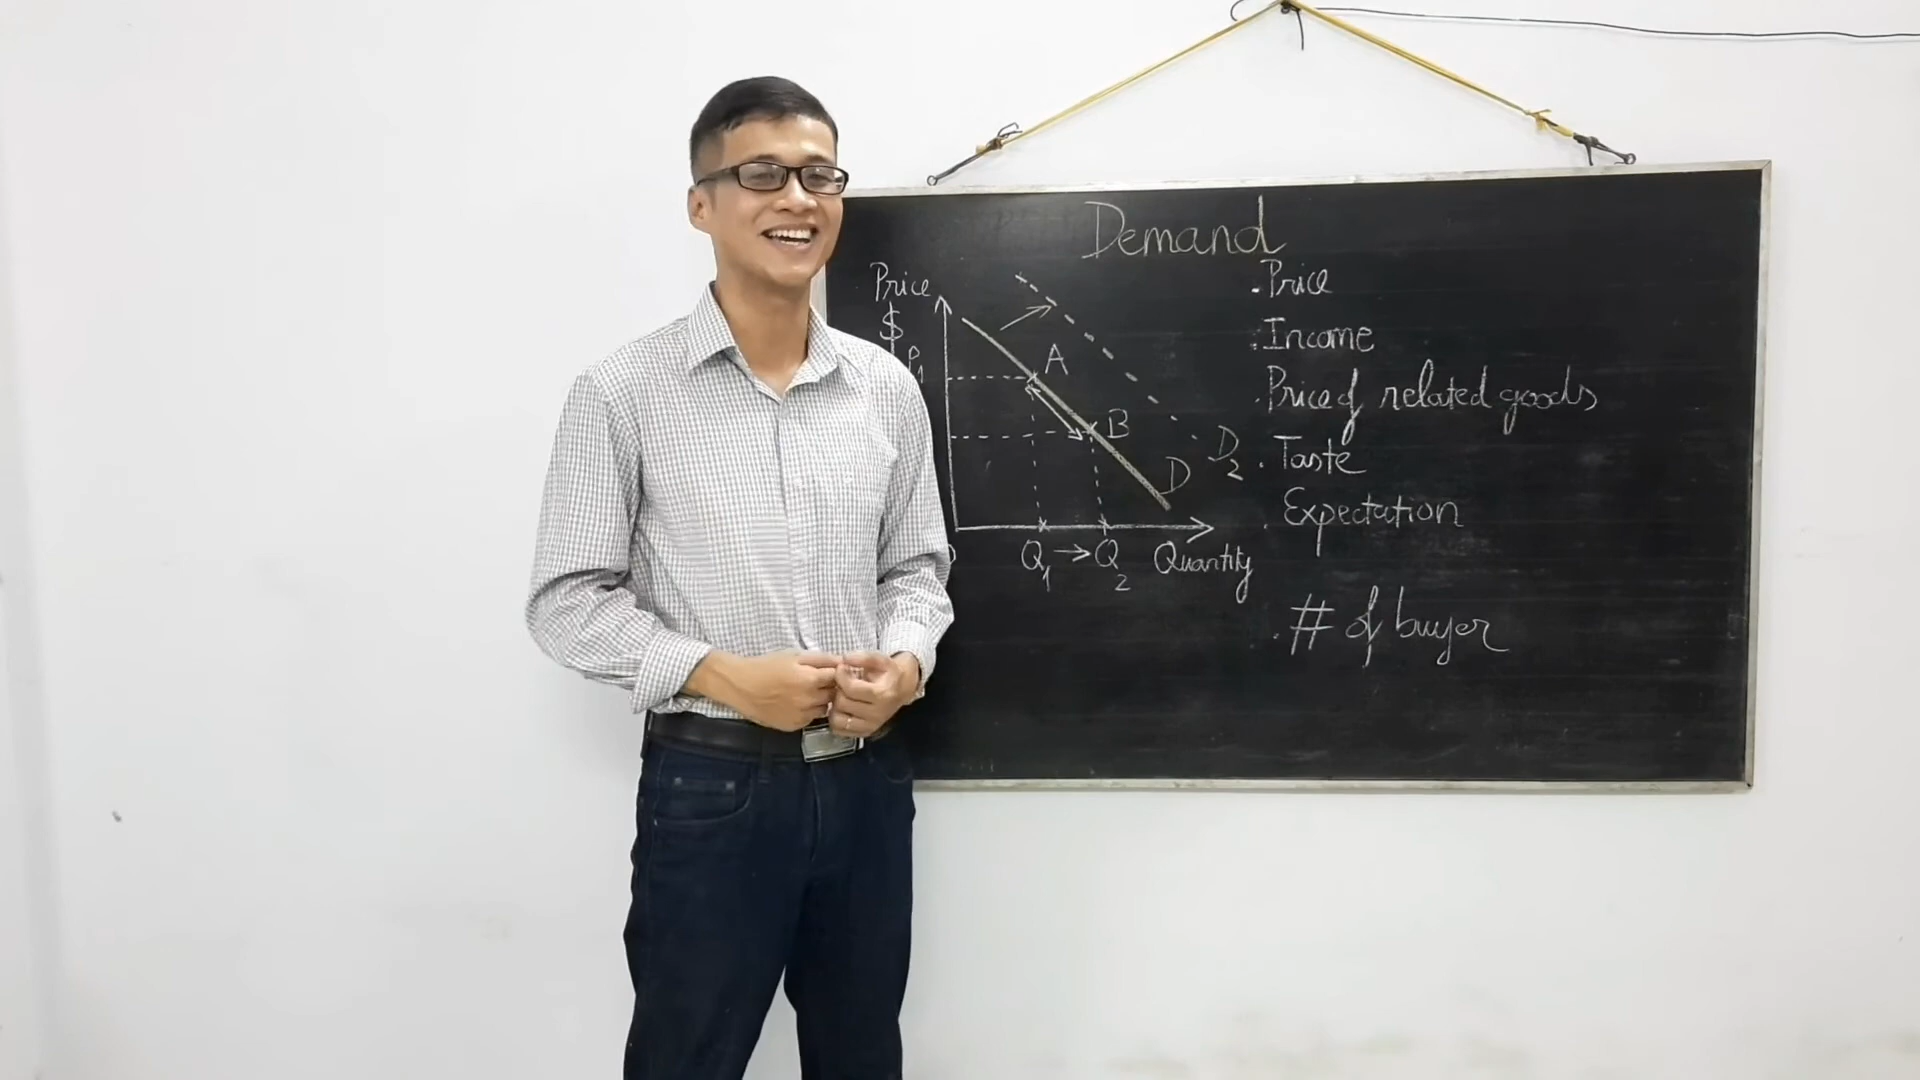 Demand
Price
$
P1
A
B
D
D2
Q1 → Q2
Quantity
. Price
. Income
. Price of related goods
. Taste
. Expectation
. # of buyer